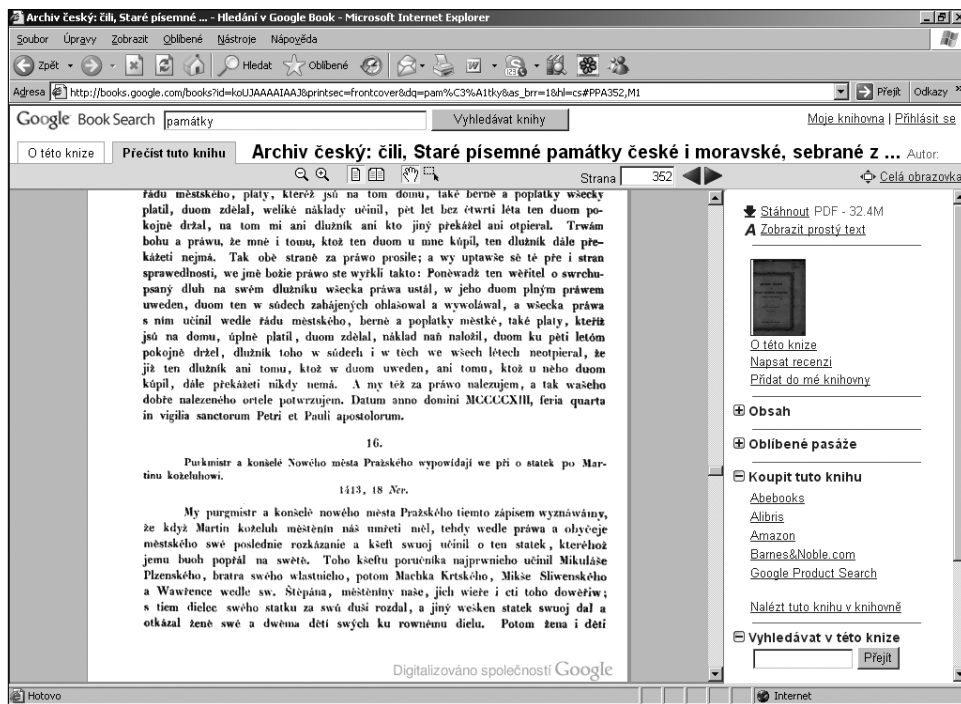 Archiv český: čili, Staré písemné ... - Hledání v Google Book - Microsoft Internet Explorer
Soubor Úpravy Zobrazit Oblíbené Nástroje Nápověda
Zpět Hledat Oblíbené
Adresa http://books.google.com/books?id=koUJAAAAIAAJ&printsec=frontcover&dq=pam%C3%A1tky&as_brr=1&hl=cs#PPA352,M1 Přejít Odkazy »
Google Book Search památky Vyhledávat knihy Moje knihovna | Přihlásit se
O této knize Přečíst tuto knihu Archiv český: čili, Staré písemné památky české i moravské, sebrané z ... Autor:
Strana 352 Celá obrazovka
řádu městského, platy, kteréž jsú na tom domu, také berně a poplatky wšecky
platil, duom zdělal, weliké náklady učinil, pět let bez čtwrti léta ten duom po-
kojně držal, na tom mi ani dlužník ani kto jiný překážel ani otpieral. Trwám
bohu a práwu, že mně i tomu, ktož ten duom u mne kúpil, ten dlužník dále pře-
kážeti nejmá. Tak obě straně za práwo prosile; a wy uptawše sě té pře i stran
sprawedlnosti, we jmě božie práwo ste wyřkli takto: Poněwadž ten wěřitel o swrchu-
psaný dluh na swém dlužníku wšecka práwa ustál, w jeho duom plným práwem
uweden, duom ten w súdech zahájených ohlašowal a wywoláwal, a wšecka práwa
s ním učinil wedle řádu městského, berně a poplatky městké, také platy, kteříž
jsú na domu, úplně platil, duom zdělal, náklad naň naložil, duom ku pěti letóm
pokojně držel, dlužník toho w súdech i w těch we wšech létech neotpieral, že
již ten dlužník ani tomu, ktož w duom uweden, ani tomu, ktož u něho duom
kúpil, dále překážeti nikdy nemá. A my též za práwo nalezujem, a tak wašeho
dobře nalezeného ortele potwrzujem. Datum anno domini MCCCCXIII, feria quarta
in vigilia sanctorum Petri et Pauli apostolorum.
16.
Purkmistr a konšelé Nowého města Pražského wypowídají we při o statek po Mar-
tinu koželuhowi.
1413, 18 Nov.
My purgmistr a konšelé nowého města Pražského tiemto zápisem wyznáwámy,
že když Martin koželuh měštěnín náš umřeti měl, tehdy wedle práwa a obyčeje
městského swé poslednie rozkázanie a kšeft swuoj učinil o ten statek, kteréhož
jemu buoh popřál na swětě. Toho kšeftu poručníka najprwnieho učinil Mikuláše
Plzenského, bratra swého wlastnieho, potom Machka Krtského, Mikše Sliwenského
a Wawřence wedle sw. Štěpána, měštěníny naše, jich wieře i cti toho dowěřiw;
s tiem dielec swého statku za swú duši rozdal, a jiný wešken statek swuoj dal a
otkázal ženě swé a dwěma dětí swých ku rownému dielu. Potom žena i děti
Digitalizováno společností Google
Stáhnout PDF - 32.4M
Zobrazit prostý text
O této knize
Napsat recenzi
Přidat do mé knihovny
Obsah
Oblíbené pasáže
Koupit tuto knihu
Abebooks
Alibris
Amazon
Barnes&Noble.com
Google Product Search
Nalézt tuto knihu v knihovně
Vyhledávat v této knize
Přejít
Hotovo Internet